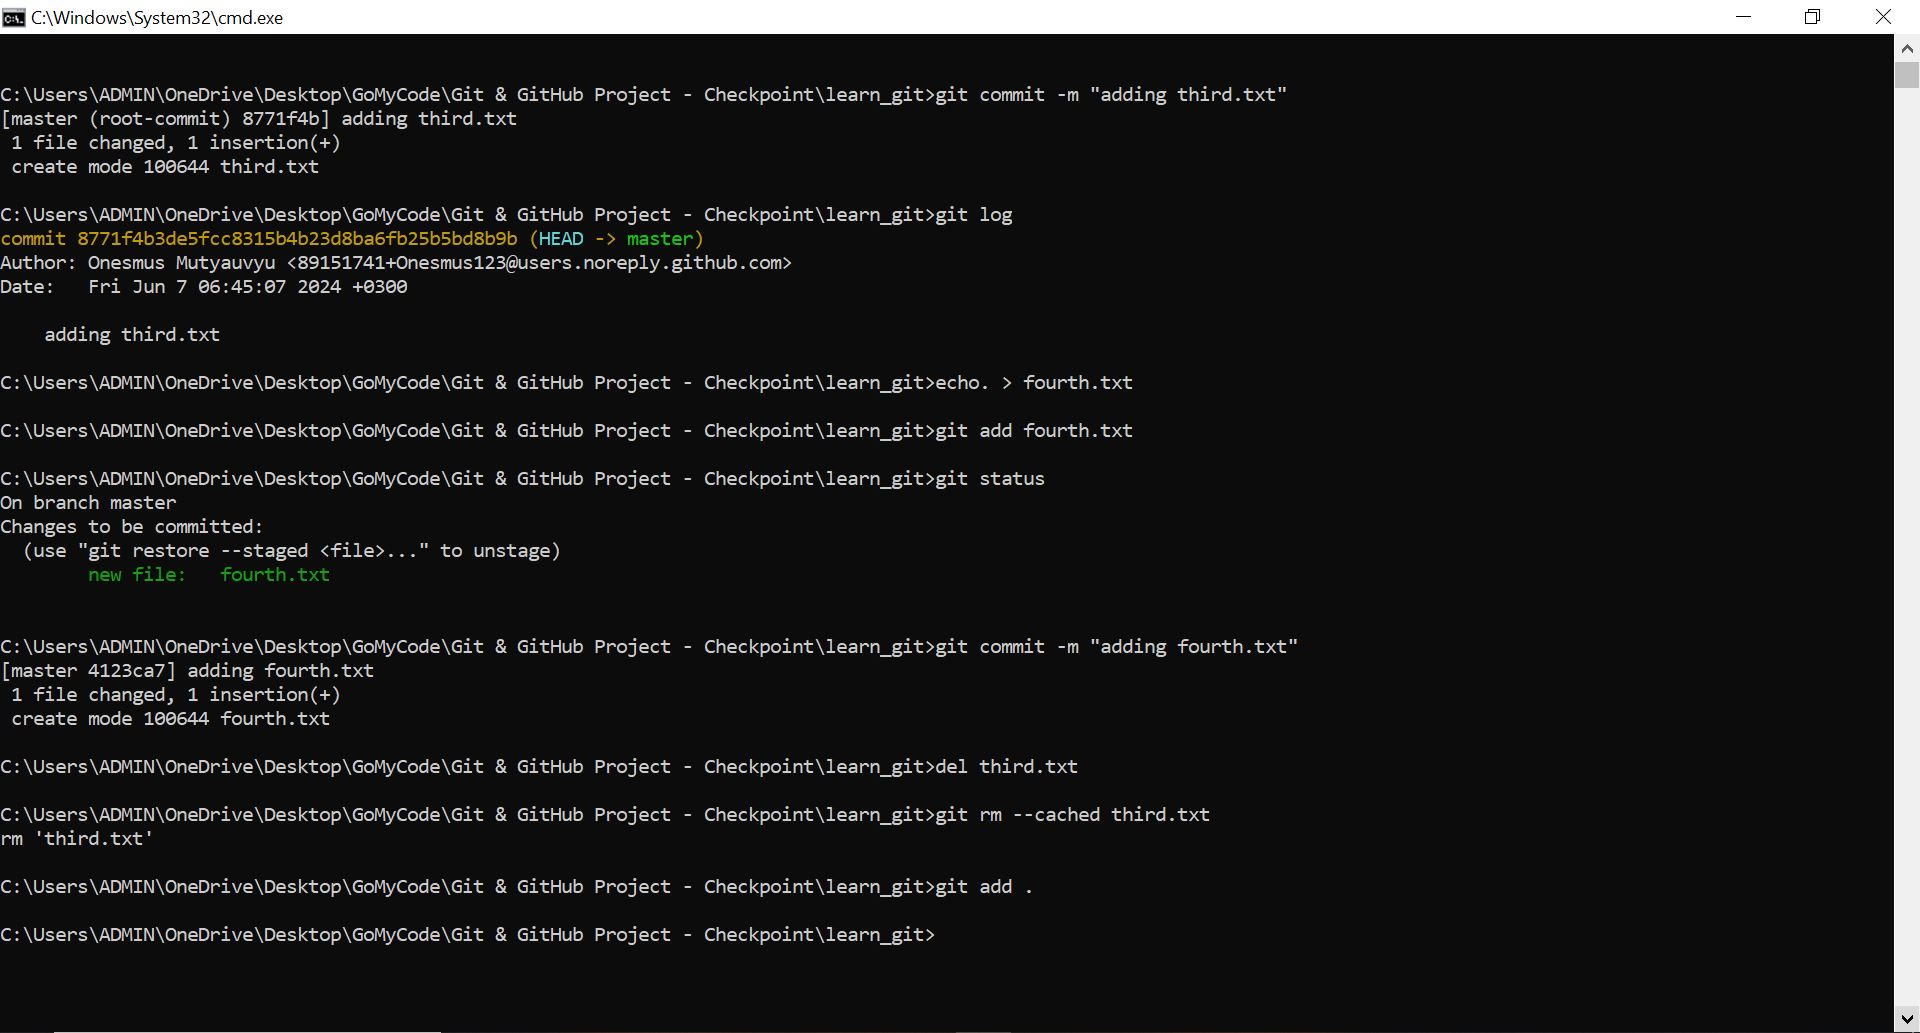 C:\Windows\System32\cmd.exe
C:\Users\ADMIN\OneDrive\Desktop\GoMyCode\Git & GitHub Project - Checkpoint\learn_git>git commit -m "adding third.txt"
[master (root-commit) 8771f4b] adding third.txt
 1 file changed, 1 insertion(+)
 create mode 100644 third.txt
C:\Users\ADMIN\OneDrive\Desktop\GoMyCode\Git & GitHub Project - Checkpoint\learn_git>git log
commit 8771f4b3de5fcc8315b4b23d8ba6fb25b5bd8b9b (HEAD -> master)
Author: Onesmus Mutyauvyu <89151741+Onesmus123@users.noreply.github.com>
Date:   Fri Jun 7 06:45:07 2024 +0300
    adding third.txt
C:\Users\ADMIN\OneDrive\Desktop\GoMyCode\Git & GitHub Project - Checkpoint\learn_git>echo. > fourth.txt
C:\Users\ADMIN\OneDrive\Desktop\GoMyCode\Git & GitHub Project - Checkpoint\learn_git>git add fourth.txt
C:\Users\ADMIN\OneDrive\Desktop\GoMyCode\Git & GitHub Project - Checkpoint\learn_git>git status
On branch master
Changes to be committed:
  (use "git restore --staged <file>..." to unstage)
        new file:   fourth.txt
C:\Users\ADMIN\OneDrive\Desktop\GoMyCode\Git & GitHub Project - Checkpoint\learn_git>git commit -m "adding fourth.txt"
[master 4123ca7] adding fourth.txt
 1 file changed, 1 insertion(+)
 create mode 100644 fourth.txt
C:\Users\ADMIN\OneDrive\Desktop\GoMyCode\Git & GitHub Project - Checkpoint\learn_git>del third.txt
C:\Users\ADMIN\OneDrive\Desktop\GoMyCode\Git & GitHub Project - Checkpoint\learn_git>git rm --cached third.txt
rm 'third.txt'
C:\Users\ADMIN\OneDrive\Desktop\GoMyCode\Git & GitHub Project - Checkpoint\learn_git>git add .
C:\Users\ADMIN\OneDrive\Desktop\GoMyCode\Git & GitHub Project - Checkpoint\learn_git>